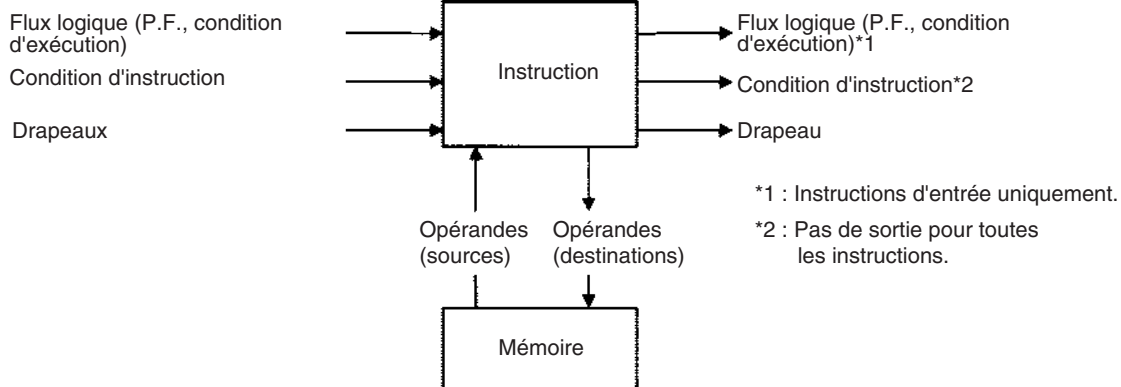 Flux logique (P.F., condition
d'exécution)
Flux logique (P.F., condition
d'exécution)*1
Instruction
Condition d'instruction
Condition d'instruction*2
Drapeaux
Drapeau
*1 : Instructions d'entrée uniquement.
*2 : Pas de sortie pour toutes
les instructions.
Opérandes
(sources)
Opérandes
(destinations)
Mémoire